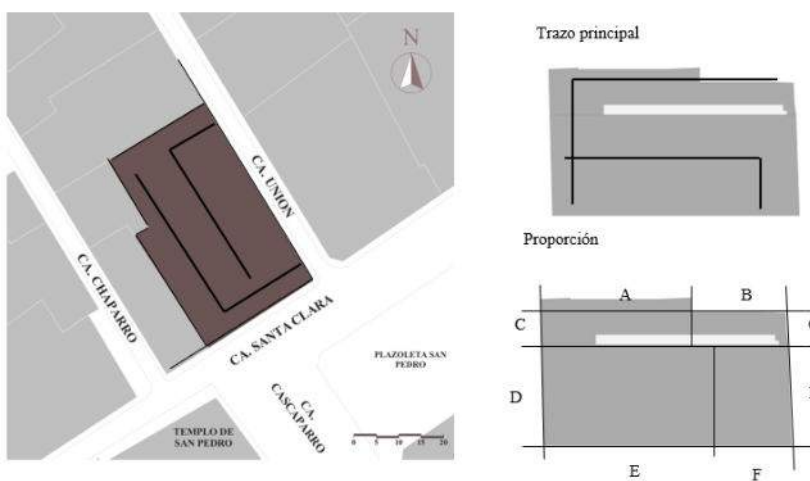 N
CA. UNION
CA. CHAPARRO
CA. SANTA CLARA
PLAZOLETA SAN
PEDRO
CA.
CASCAPARRO
TEMPLO DE
SAN PEDRO
0 5 10 15 20
Trazo principal
Proporción
A
B
C
D
E
F